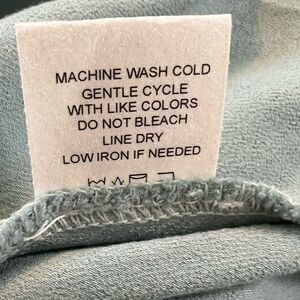 MACHINE WASH COLD
GENTLE CYCLE
WITH LIKE COLORS
DO NOT BLEACH
LINE DRY
LOW IRON IF NEEDED